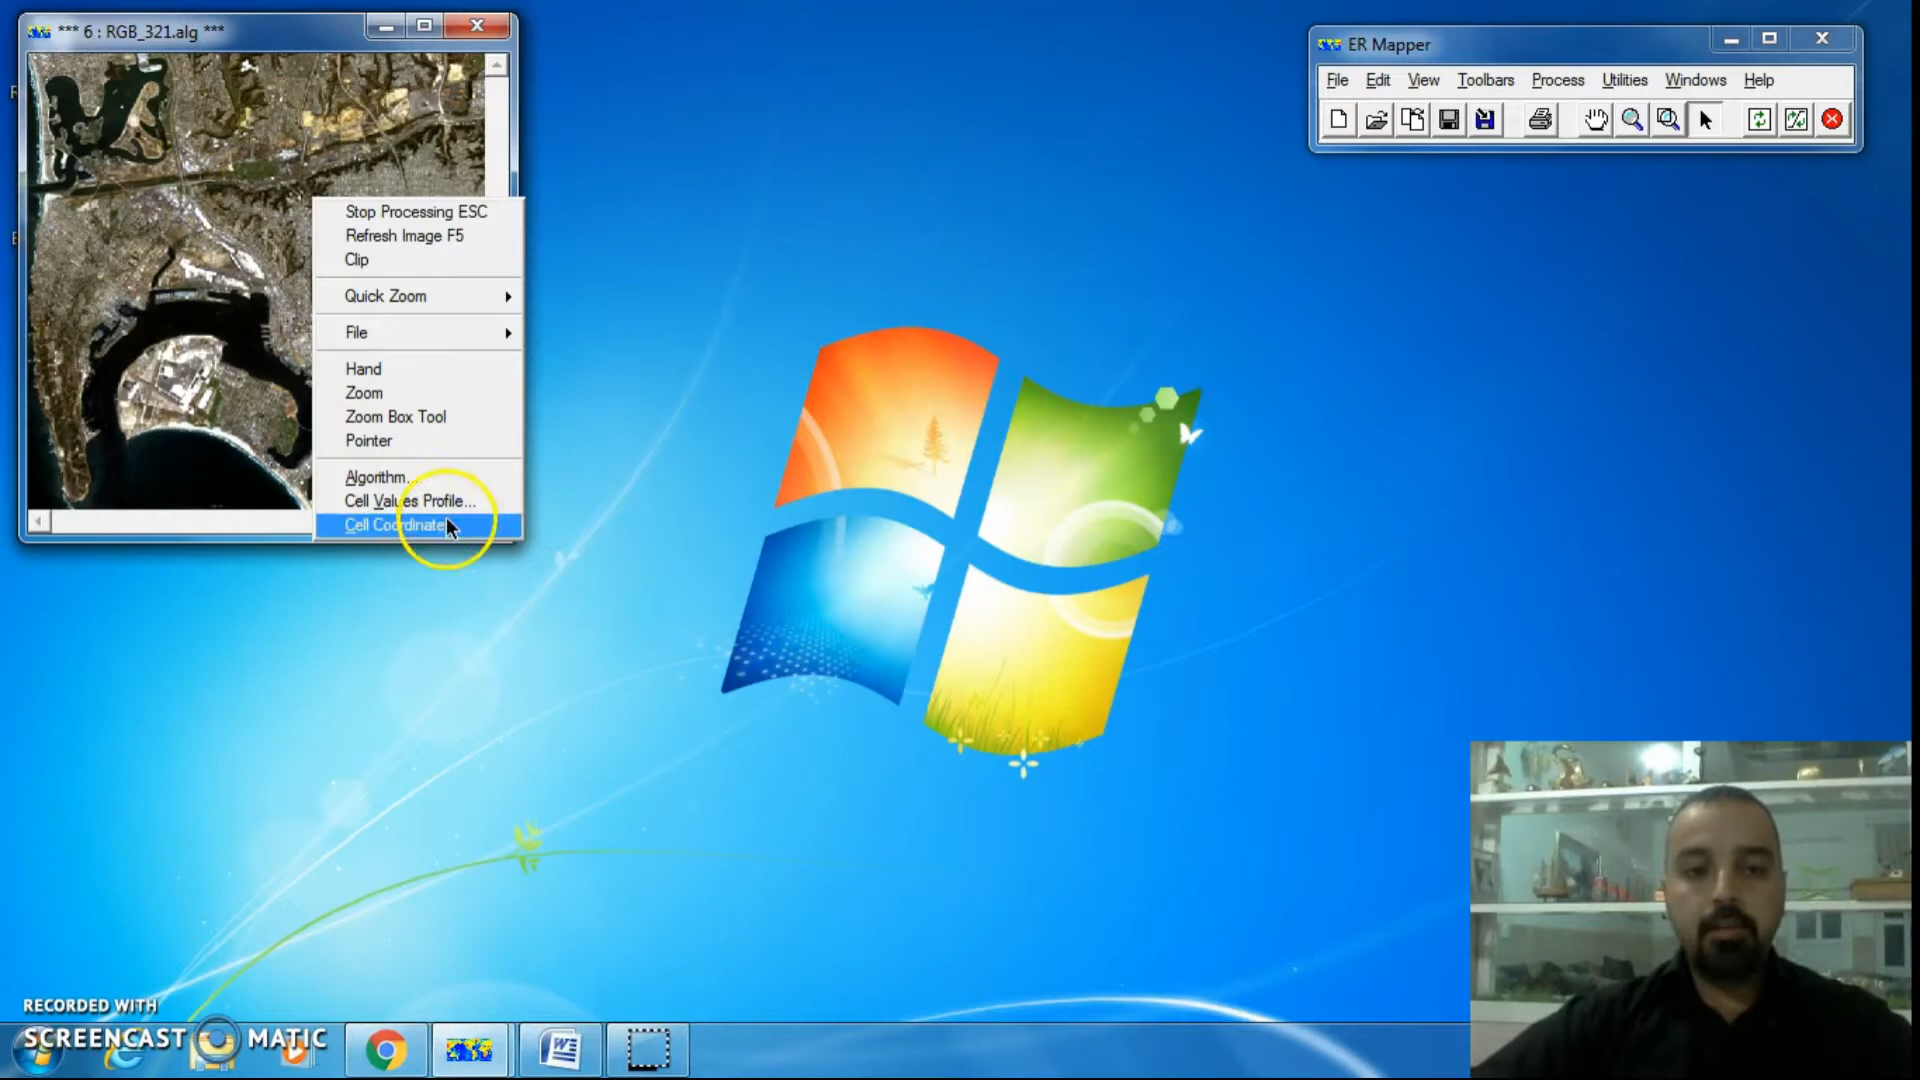 *** 6 : RGB_321.alg ***
ER Mapper
File Edit View Toolbars Process Utilities Windows Help
Stop Processing ESC
Refresh Image F5
Clip
Quick Zoom
File
Hand
Zoom
Zoom Box Tool
Pointer
Algorithm...
Cell Values Profile...
Cell Coordinate
RECORDED WITH
SCREENCAST MATIC